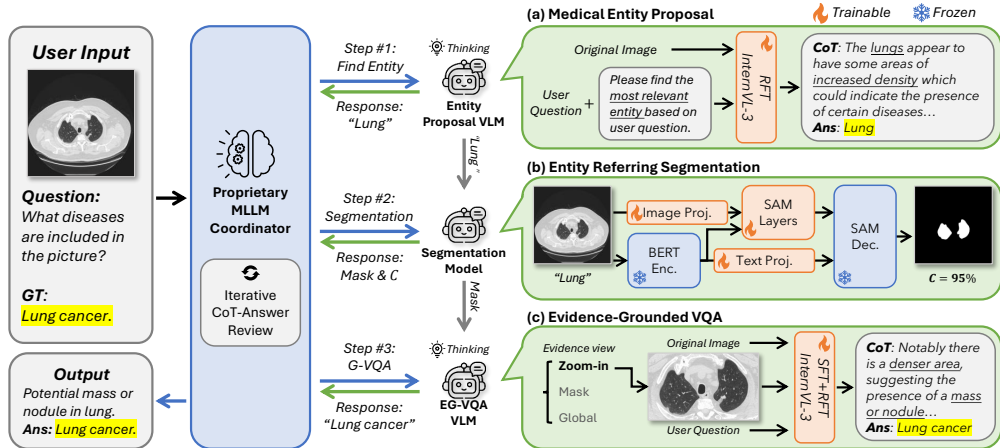 User Input
Question:
What diseases
are included in
the picture?
GT:
Lung cancer.
Output
Potential mass or
nodule in lung.
Ans: Lung cancer.
Proprietary
MLLM
Coordinator
Iterative
CoT-Answer
Review
Step #1:
Find Entity
Response:
“Lung”
Thinking
Entity
Proposal VLM
“Lung”
Step #2:
Segmentation
Response:
Mask & C
Segmentation
Model
Mask
Step #3:
G-VQA
Response:
“Lung cancer”
Thinking
EG-VQA
VLM
(a) Medical Entity Proposal
Trainable
Frozen
Original Image
User
Question
+
Please find the
most relevant
entity based on
user question.
RFT
InternVL-3
CoT: The lungs appear to
have some areas of
increased density which
could indicate the presence
of certain diseases…
Ans: Lung
(b) Entity Referring Segmentation
“Lung”
Image Proj.
BERT
Enc.
SAM
Layers
Text Proj.
SAM
Dec.
C = 95%
(c) Evidence-Grounded VQA
Evidence view
Zoom-in
Mask
Global
Original Image
User Question
SFT+RFT
InternVL-3
CoT: Notably there
is a denser area,
suggesting the
presence of a mass
or nodule…
Ans: Lung cancer